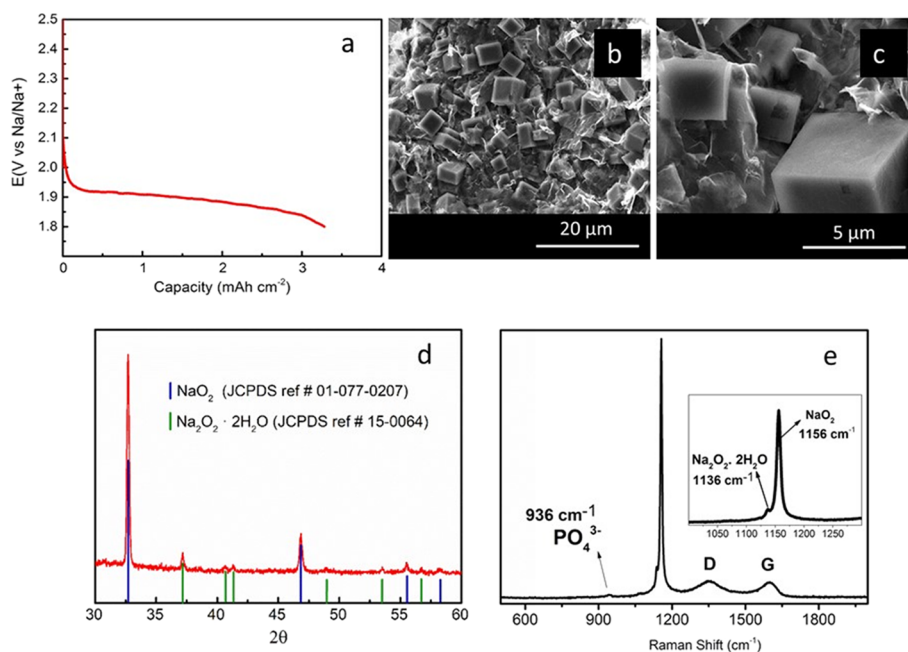 a
2.5
2.4
2.3
2.2
2.1
2.0
1.9
1.8
E(V vs Na/Na+)
0 1 2 3 4
Capacity (mAh cm⁻²)
b
20 µm
c
5 µm
d
NaO₂ (JCPDS ref # 01-077-0207)
Na₂O₂ · 2H₂O (JCPDS ref # 15-0064)
30 35 40 45 50 55 60
2θ
e
NaO₂
1156 cm⁻¹
Na₂O₂. 2H₂O
1136 cm⁻¹
1000 1050 1100 1150 1200 1250
936 cm⁻¹
PO₄³⁻
D G
600 900 1200 1500 1800
Raman Shift (cm⁻¹)